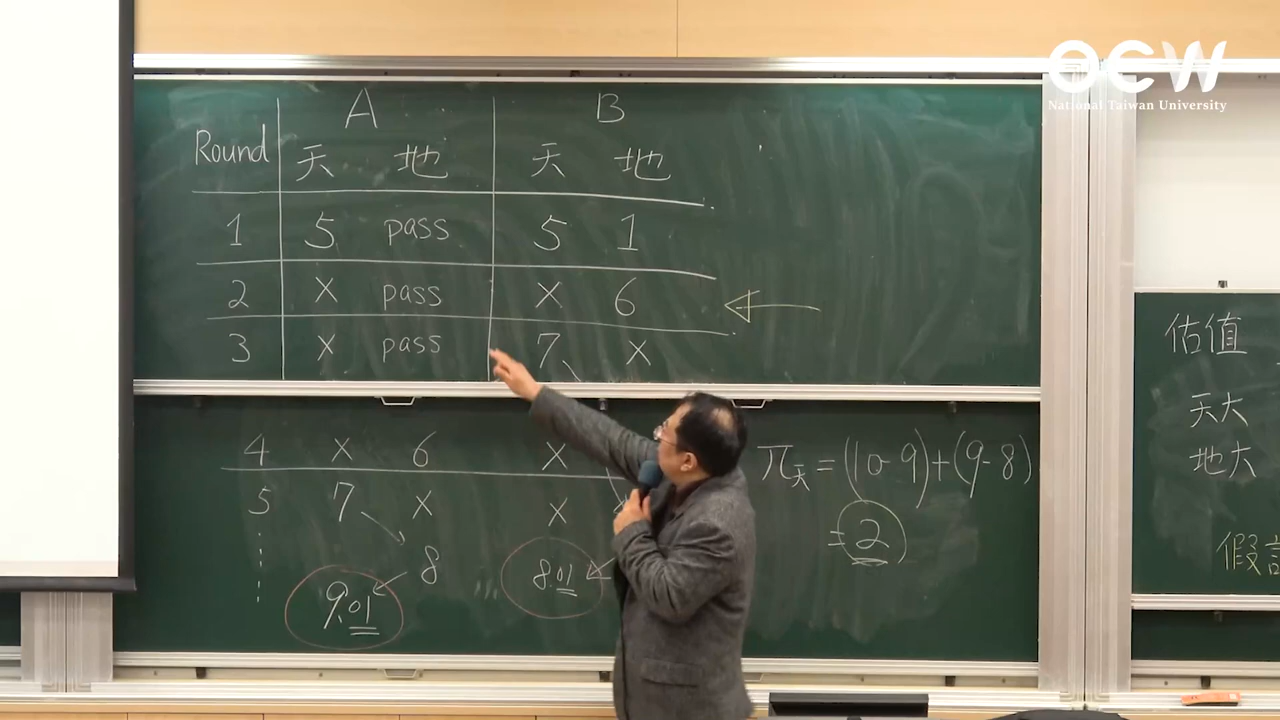 OCW
National Taiwan University
A B
Round 天 地 天 地
1 5 pass 5 1
2 X pass X 6
3 X pass 7 X
4 X 6 X
5 7 X X
8
9.01 8.01
π天 = (10-9)+(9-8)
= 2
估值
天大
地大
假